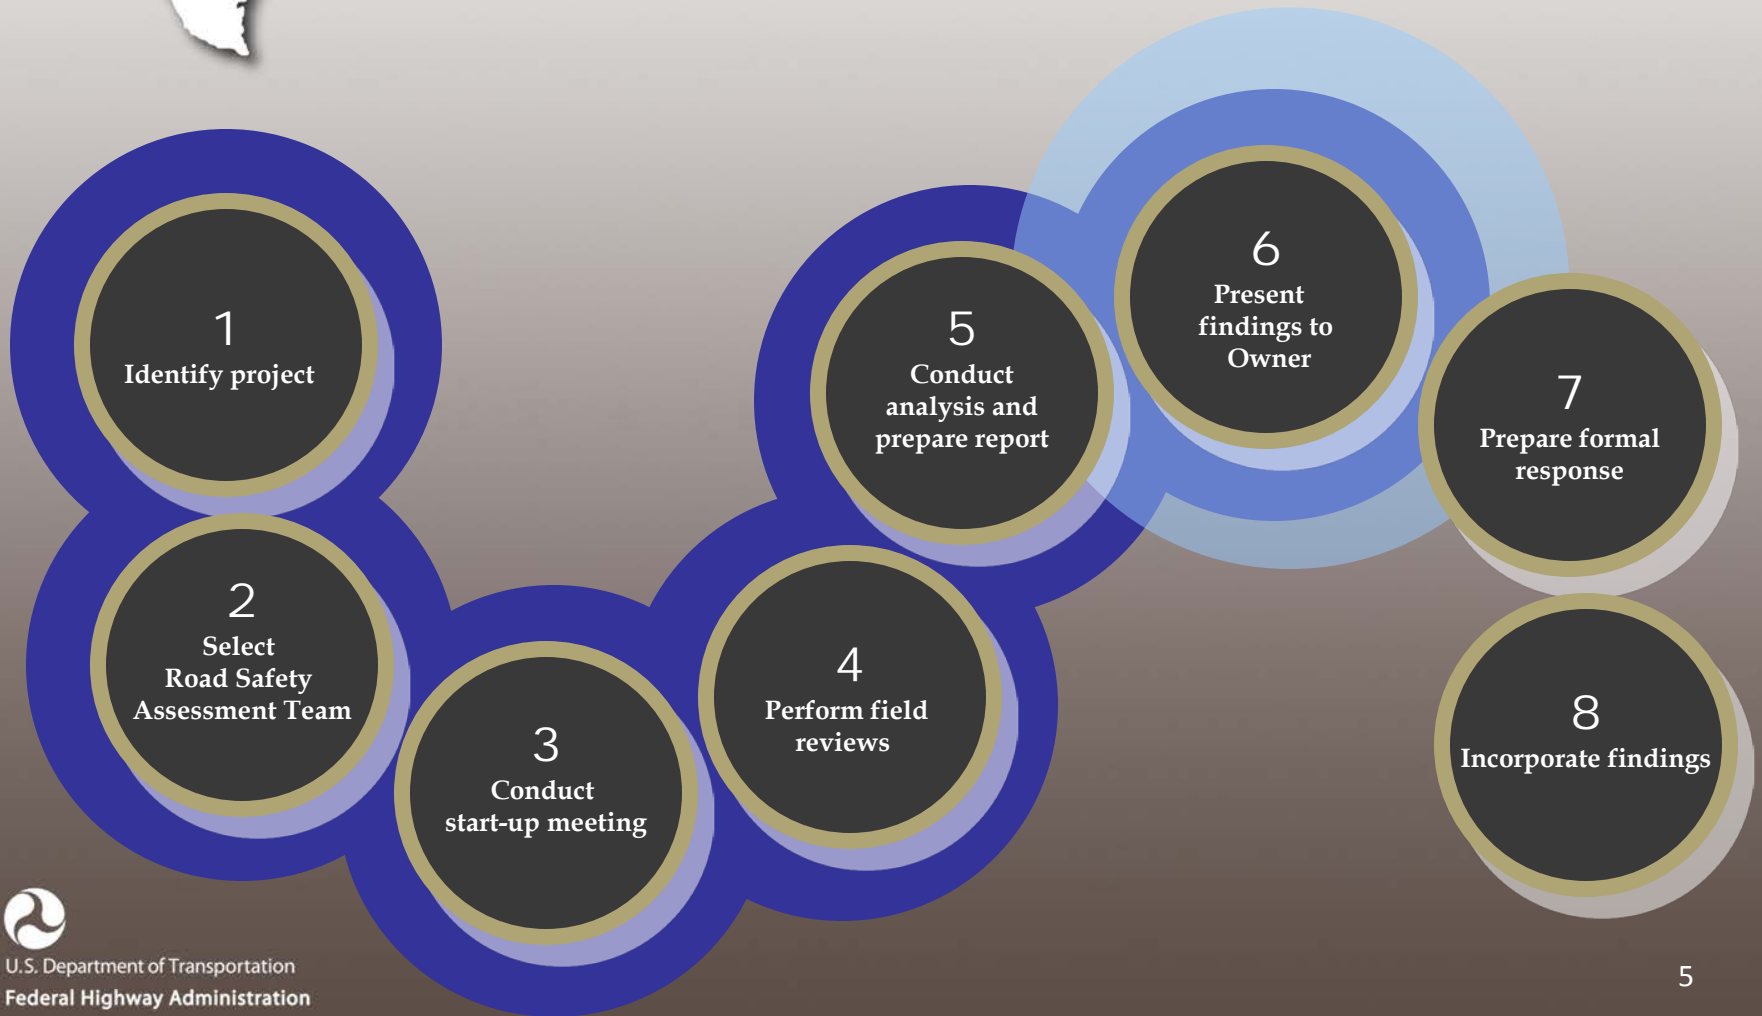 1
Identify project
2
Select
Road Safety
Assessment Team
3
Conduct
start-up meeting
4
Perform field
reviews
5
Conduct
analysis and
prepare report
6
Present
findings to
Owner
7
Prepare formal
response
8
Incorporate findings
U.S. Department of Transportation
Federal Highway Administration
5